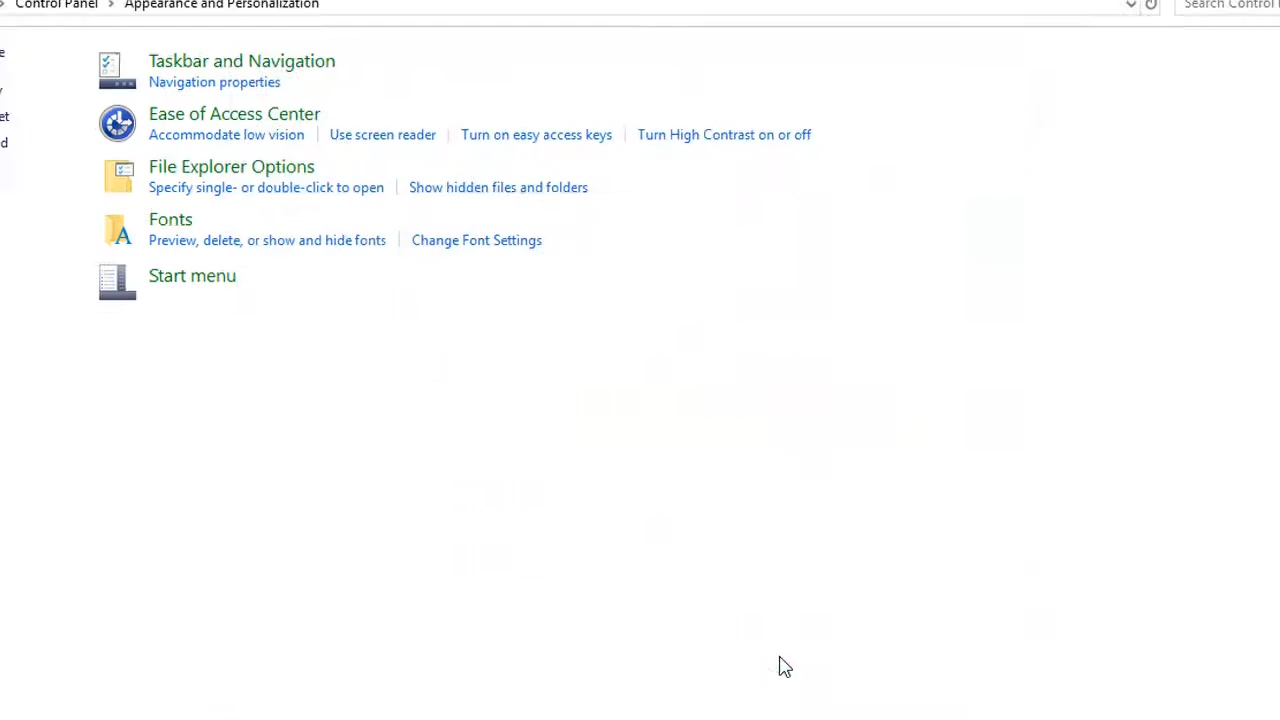 Control Panel > Appearance and Personalization
Search Control
Taskbar and Navigation
Navigation properties
Ease of Access Center
Accommodate low vision | Use screen reader | Turn on easy access keys | Turn High Contrast on or off
File Explorer Options
Specify single- or double-click to open | Show hidden files and folders
Fonts
Preview, delete, or show and hide fonts | Change Font Settings
Start menu